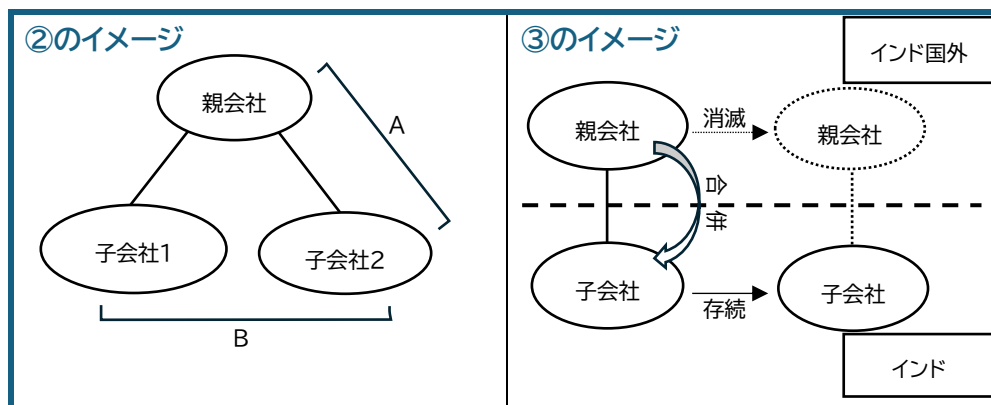 ②のイメージ
親会社
A
子会社1
子会社2
B
③のイメージ
インド国外
親会社
消滅
親会社
合併
子会社
存続
子会社
インド